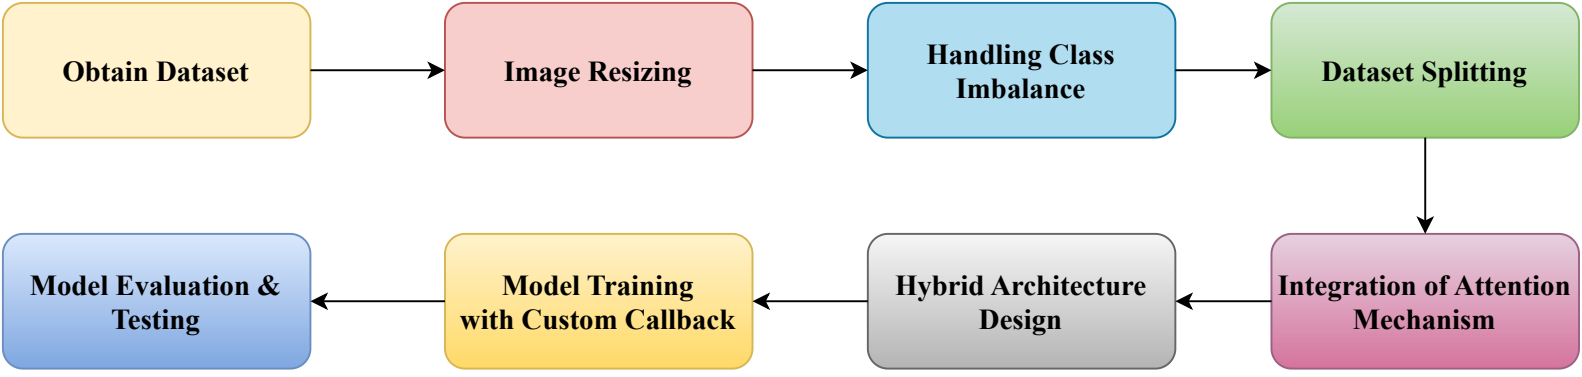 Obtain Dataset
Image Resizing
Handling Class
Imbalance
Dataset Splitting
Integration of Attention
Mechanism
Hybrid Architecture
Design
Model Training
with Custom Callback
Model Evaluation &
Testing